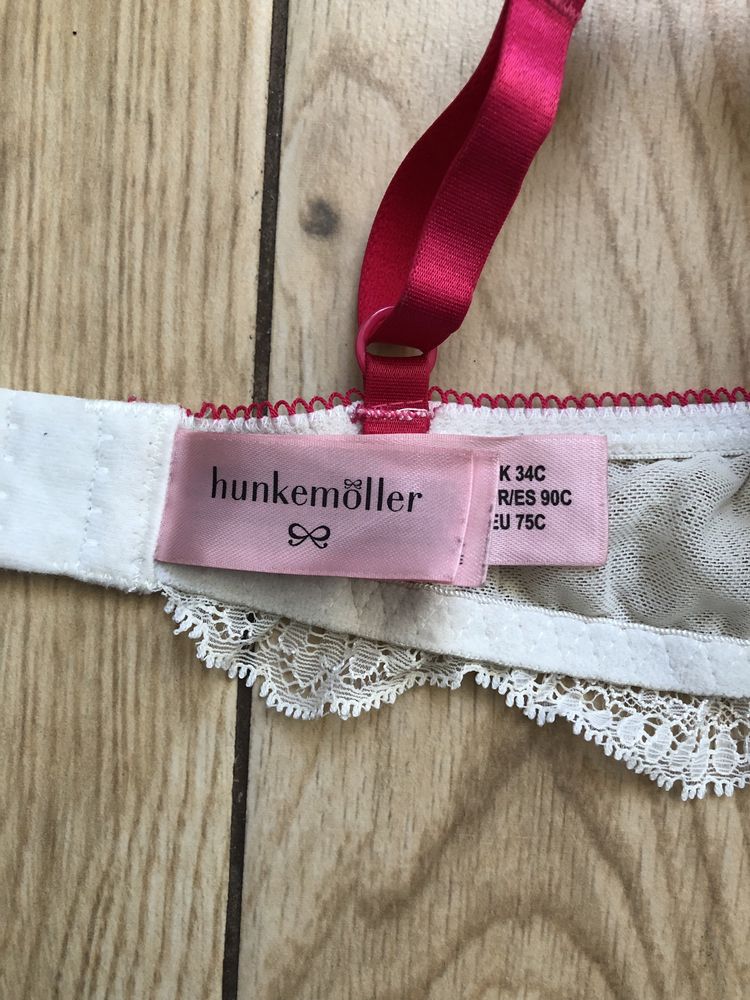 hunkemöller
K 34C
R/ES 90C
EU 75C